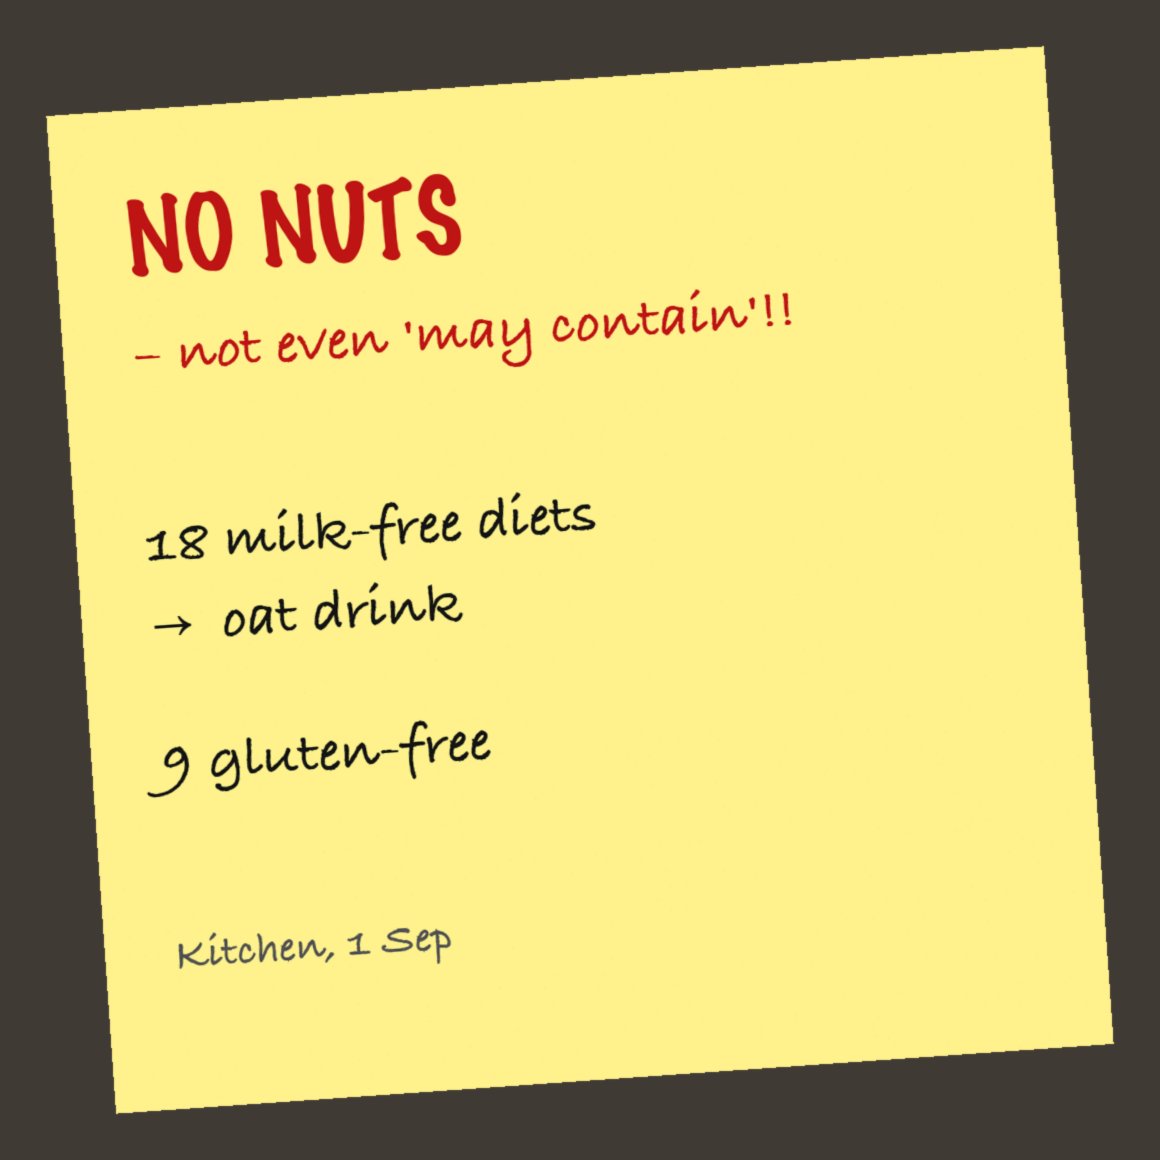 NO NUTS
– not even 'may contain'!!
18 milk-free diets
→ oat drink
9 gluten-free
Kitchen, 1 Sep